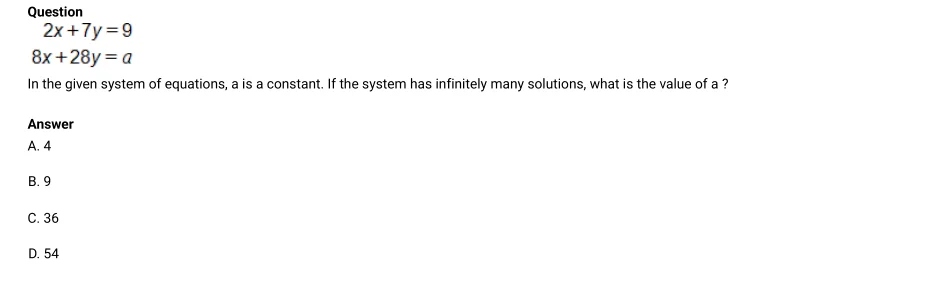 Question
2x+7y=9
8x+28y=a
In the given system of equations, a is a constant. If the system has infinitely many solutions, what is the value of a ?
Answer
A. 4
B. 9
C. 36
D. 54